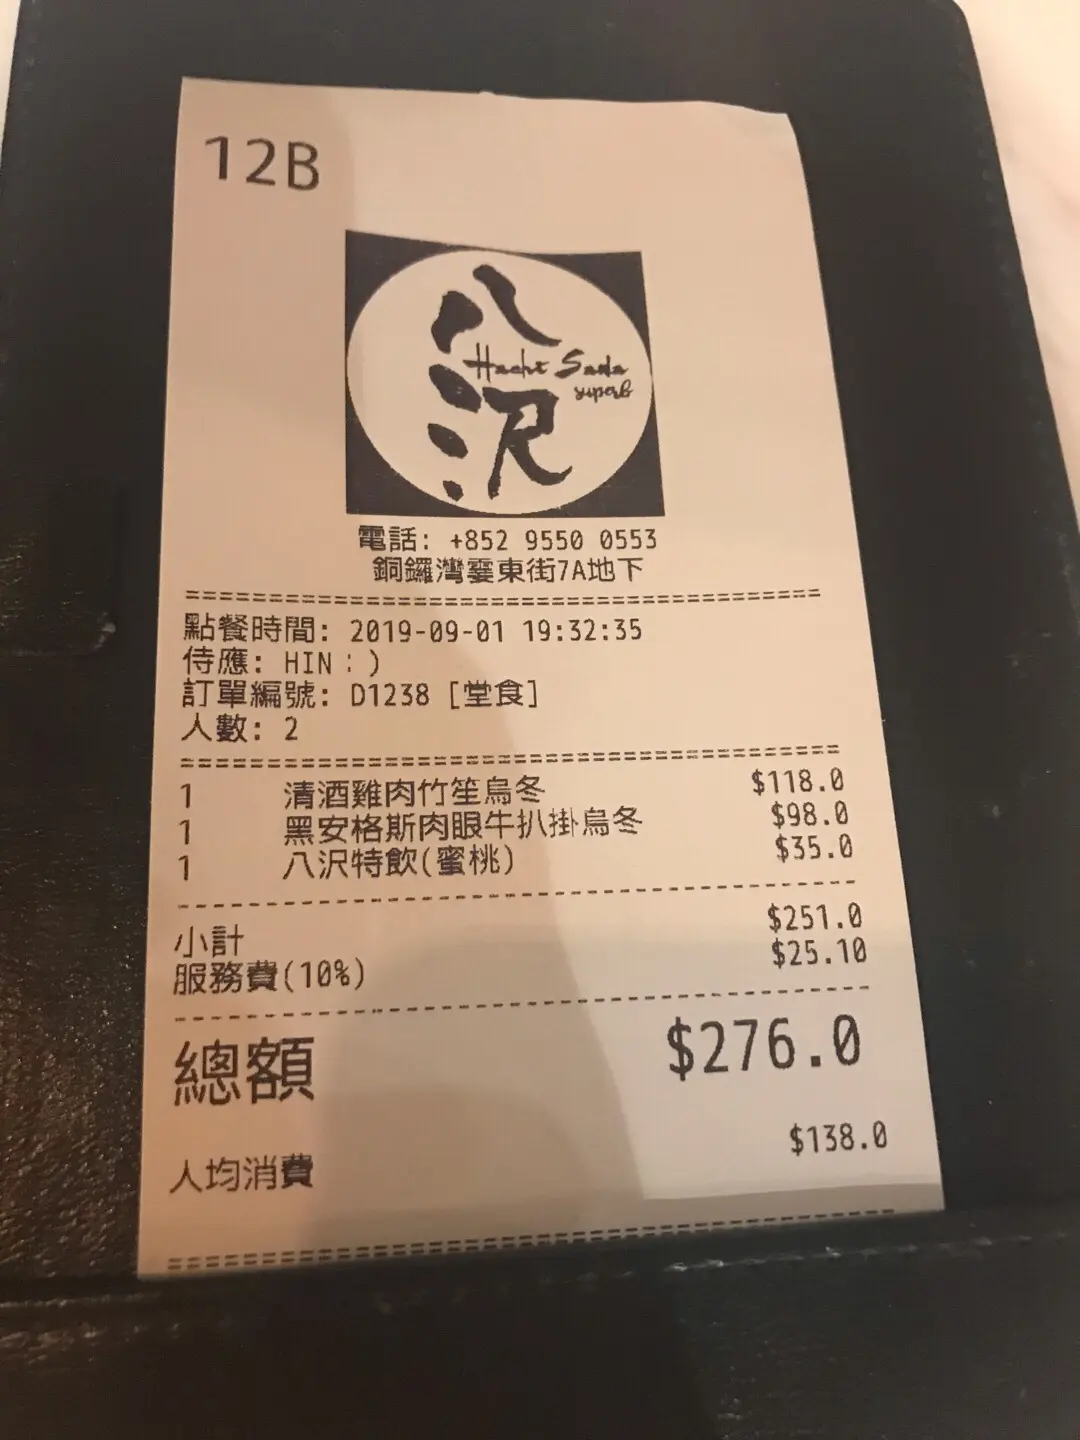 12B
八沢
Hacht Sada
superb
電話: +852 9550 0553
銅鑼灣霎東街7A地下
點餐時間: 2019-09-01 19:32:35
侍應: HIN：)
訂單編號: D1238 [堂食]
人數: 2
1 清酒雞肉竹笙烏冬 $118.0
1 黑安格斯肉眼牛扒掛烏冬 $98.0
1 八沢特飲(蜜桃) $35.0
小計 $251.0
服務費(10%) $25.10
總額 $276.0
人均消費 $138.0